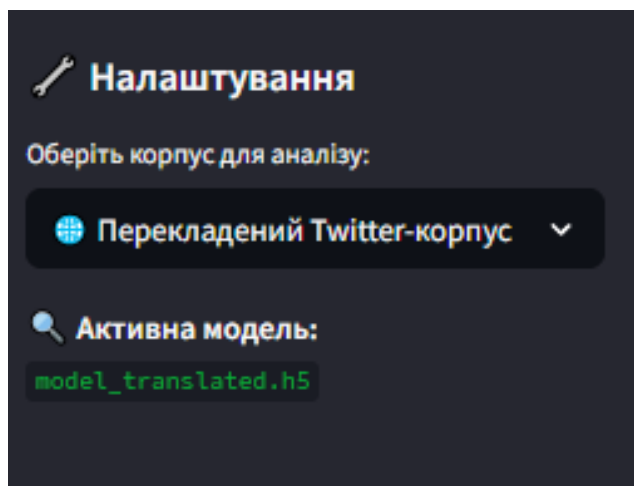 🔧 Налаштування
Оберіть корпус для аналізу:
🌐 Перекладений Twitter-корпус
🔍 Активна модель:
model_translated.h5